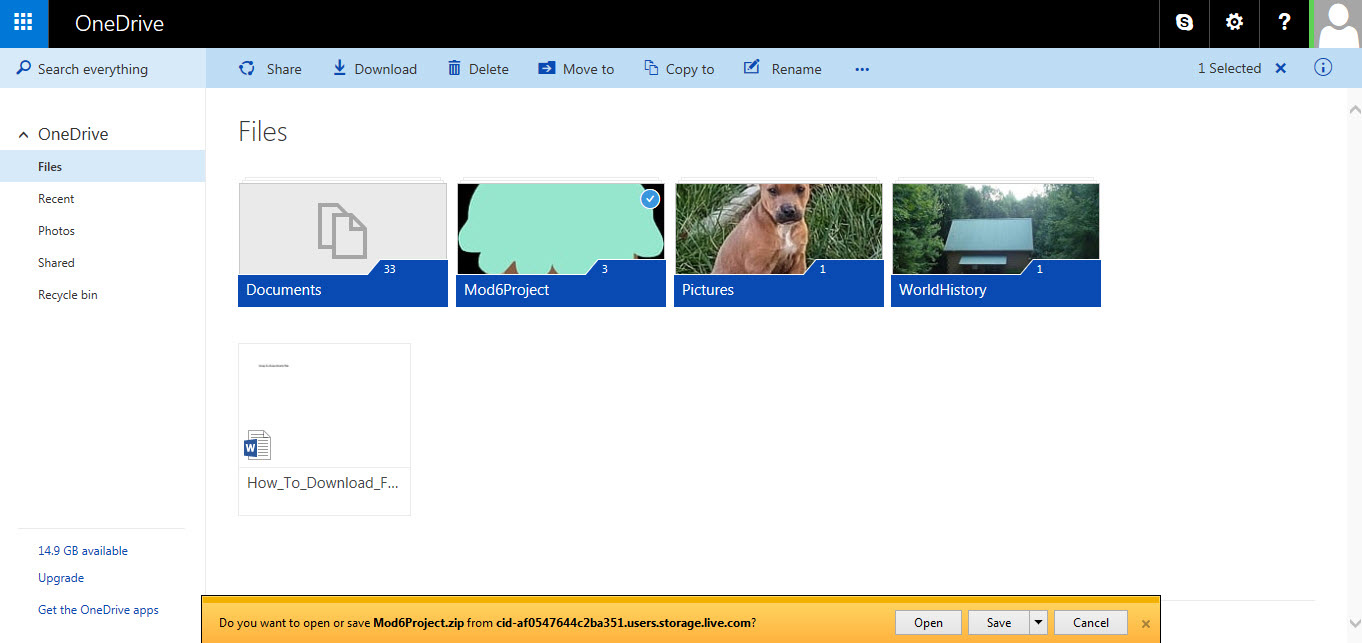 OneDrive
Search everything
Share
Download
Delete
Move to
Copy to
Rename
1 Selected
OneDrive
Files
Recent
Photos
Shared
Recycle bin
14.9 GB available
Upgrade
Get the OneDrive apps
Files
33
Documents
3
Mod6Project
1
Pictures
1
WorldHistory
How_To_Download_F...
Do you want to open or save Mod6Project.zip from cid-af0547644c2ba351.users.storage.live.com?
Open
Save
Cancel